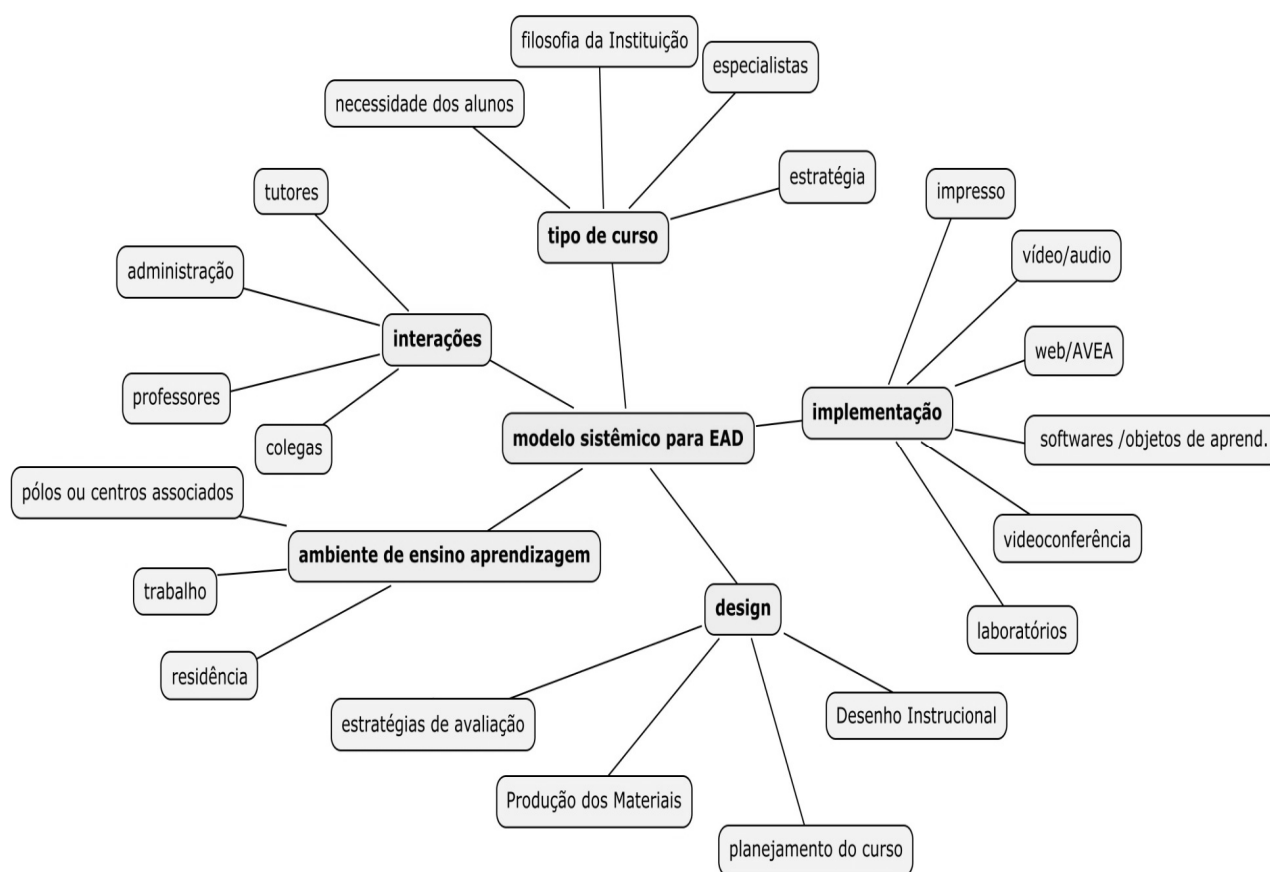 filosofia da Instituição
especialistas
necessidade dos alunos
estratégia
tipo de curso
tutores
administração
interações
professores
colegas
impresso
vídeo/audio
web/AVEA
implementação
softwares /objetos de aprend.
videoconferência
laboratórios
modelo sistêmico para EAD
pólos ou centros associados
ambiente de ensino aprendizagem
trabalho
residência
design
estratégias de avaliação
Desenho Instrucional
Produção dos Materiais
planejamento do curso